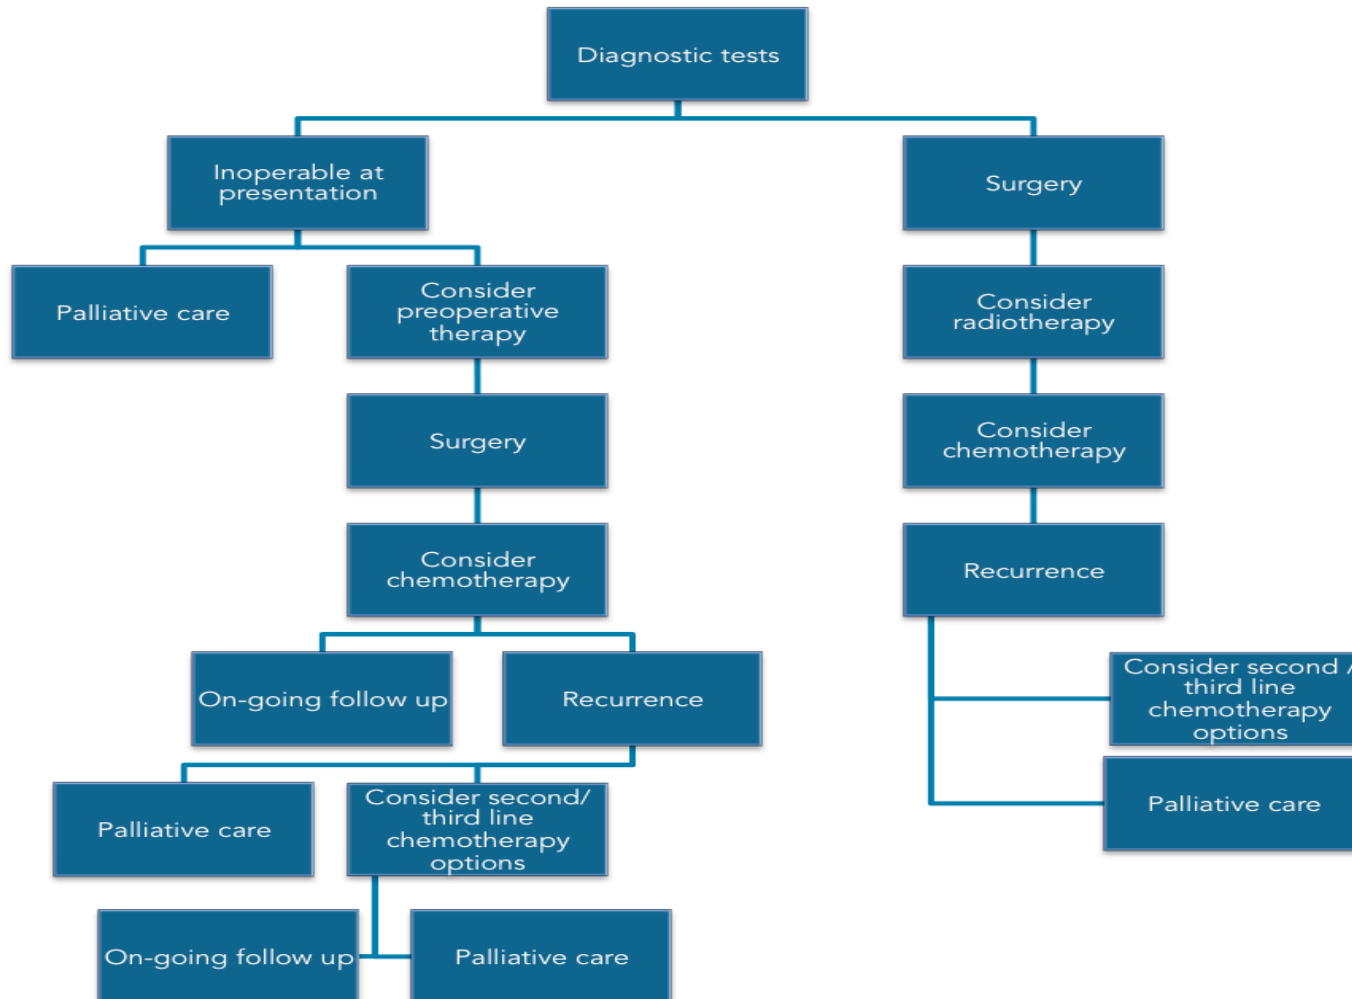 Diagnostic tests
Inoperable at
presentation
Surgery
Palliative care
Consider
preoperative
therapy
Consider
radiotherapy
Surgery
Consider
chemotherapy
Consider
chemotherapy
Recurrence
On-going follow up
Recurrence
Consider second /
third line
chemotherapy
options
Palliative care
Consider second/
third line
chemotherapy
options
Palliative care
On-going follow up
Palliative care